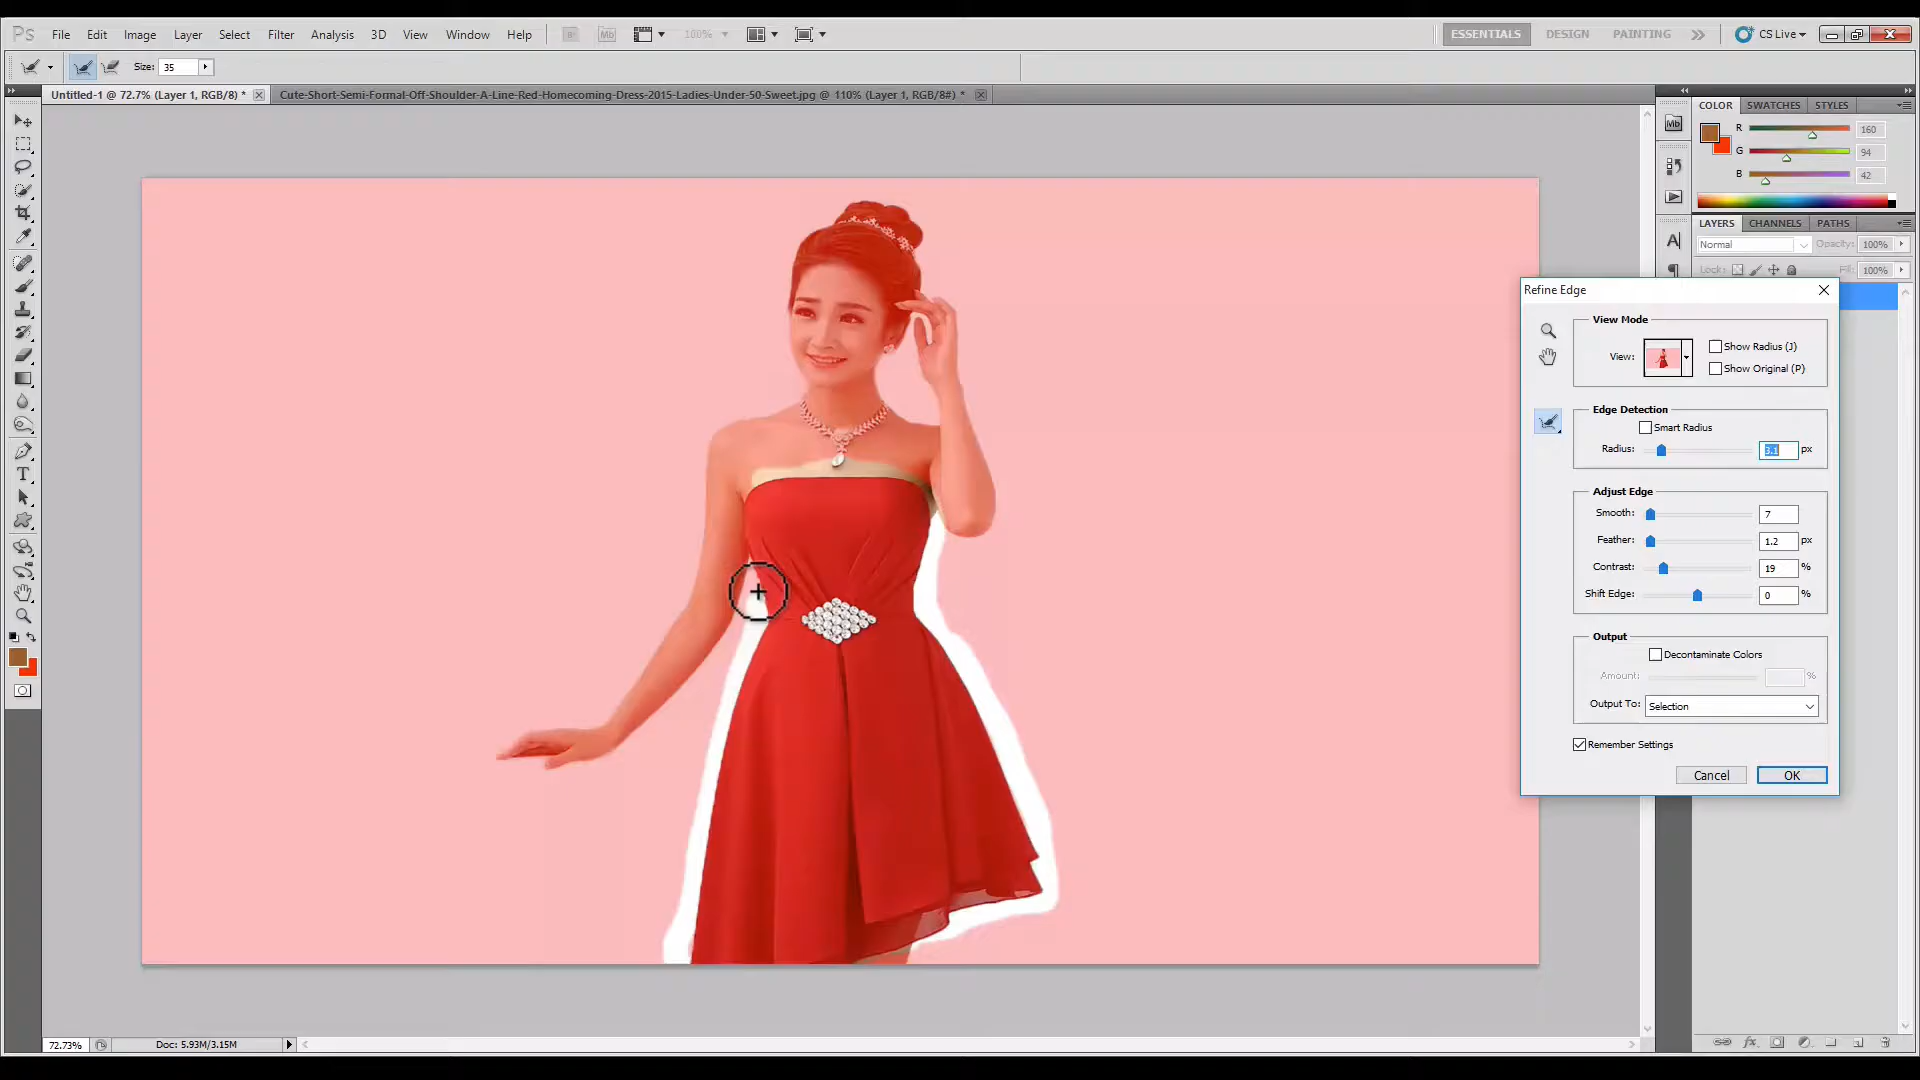 Ps File Edit Image Layer Select Filter Analysis 3D View Window Help Br Mb 100% ESSENTIALS DESIGN PAINTING CS Live
Size: 35
Untitled-1 @ 72.7% (Layer 1, RGB/8) * Cute-Short-Semi-Formal-Off-Shoulder-A-Line-Red-Homecoming-Dress-2015-Ladies-Under-50-Sweet.jpg @ 110% (Layer 1, RGB/8#) *
COLOR SWATCHES STYLES
Mb
R 160
G 94
B 42
LAYERS CHANNELS PATHS
Normal Opacity: 100%
Lock: Fill: 100%
Refine Edge
View Mode
View:
Show Radius (J)
Show Original (P)
Edge Detection
Smart Radius
Radius: 3.1 px
Adjust Edge
Smooth: 7
Feather: 1.2 px
Contrast: 19 %
Shift Edge: 0 %
Output
Decontaminate Colors
Amount: %
Output To: Selection
Remember Settings
Cancel OK
72.73% Doc: 5.93M/3.15M